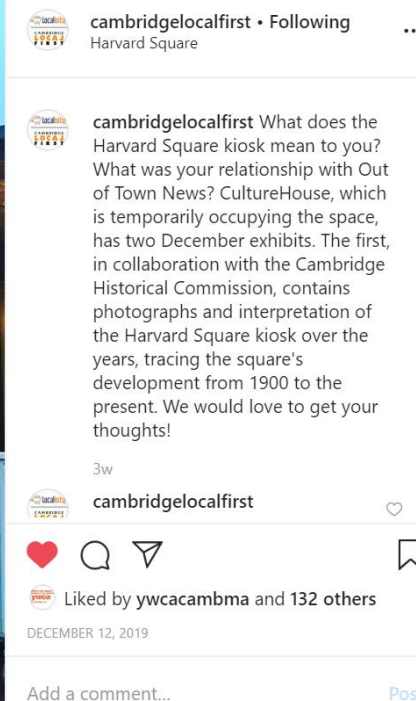 cambridgelocalfirst • Following
Harvard Square
cambridgelocalfirst What does the
Harvard Square kiosk mean to you?
What was your relationship with Out
of Town News? CultureHouse, which
is temporarily occupying the space,
has two December exhibits. The first,
in collaboration with the Cambridge
Historical Commission, contains
photographs and interpretation of
the Harvard Square kiosk over the
years, tracing the square's
development from 1900 to the
present. We would love to get your
thoughts!
3w
cambridgelocalfirst
Liked by ywcacambma and 132 others
DECEMBER 12, 2019
Add a comment...
Pos